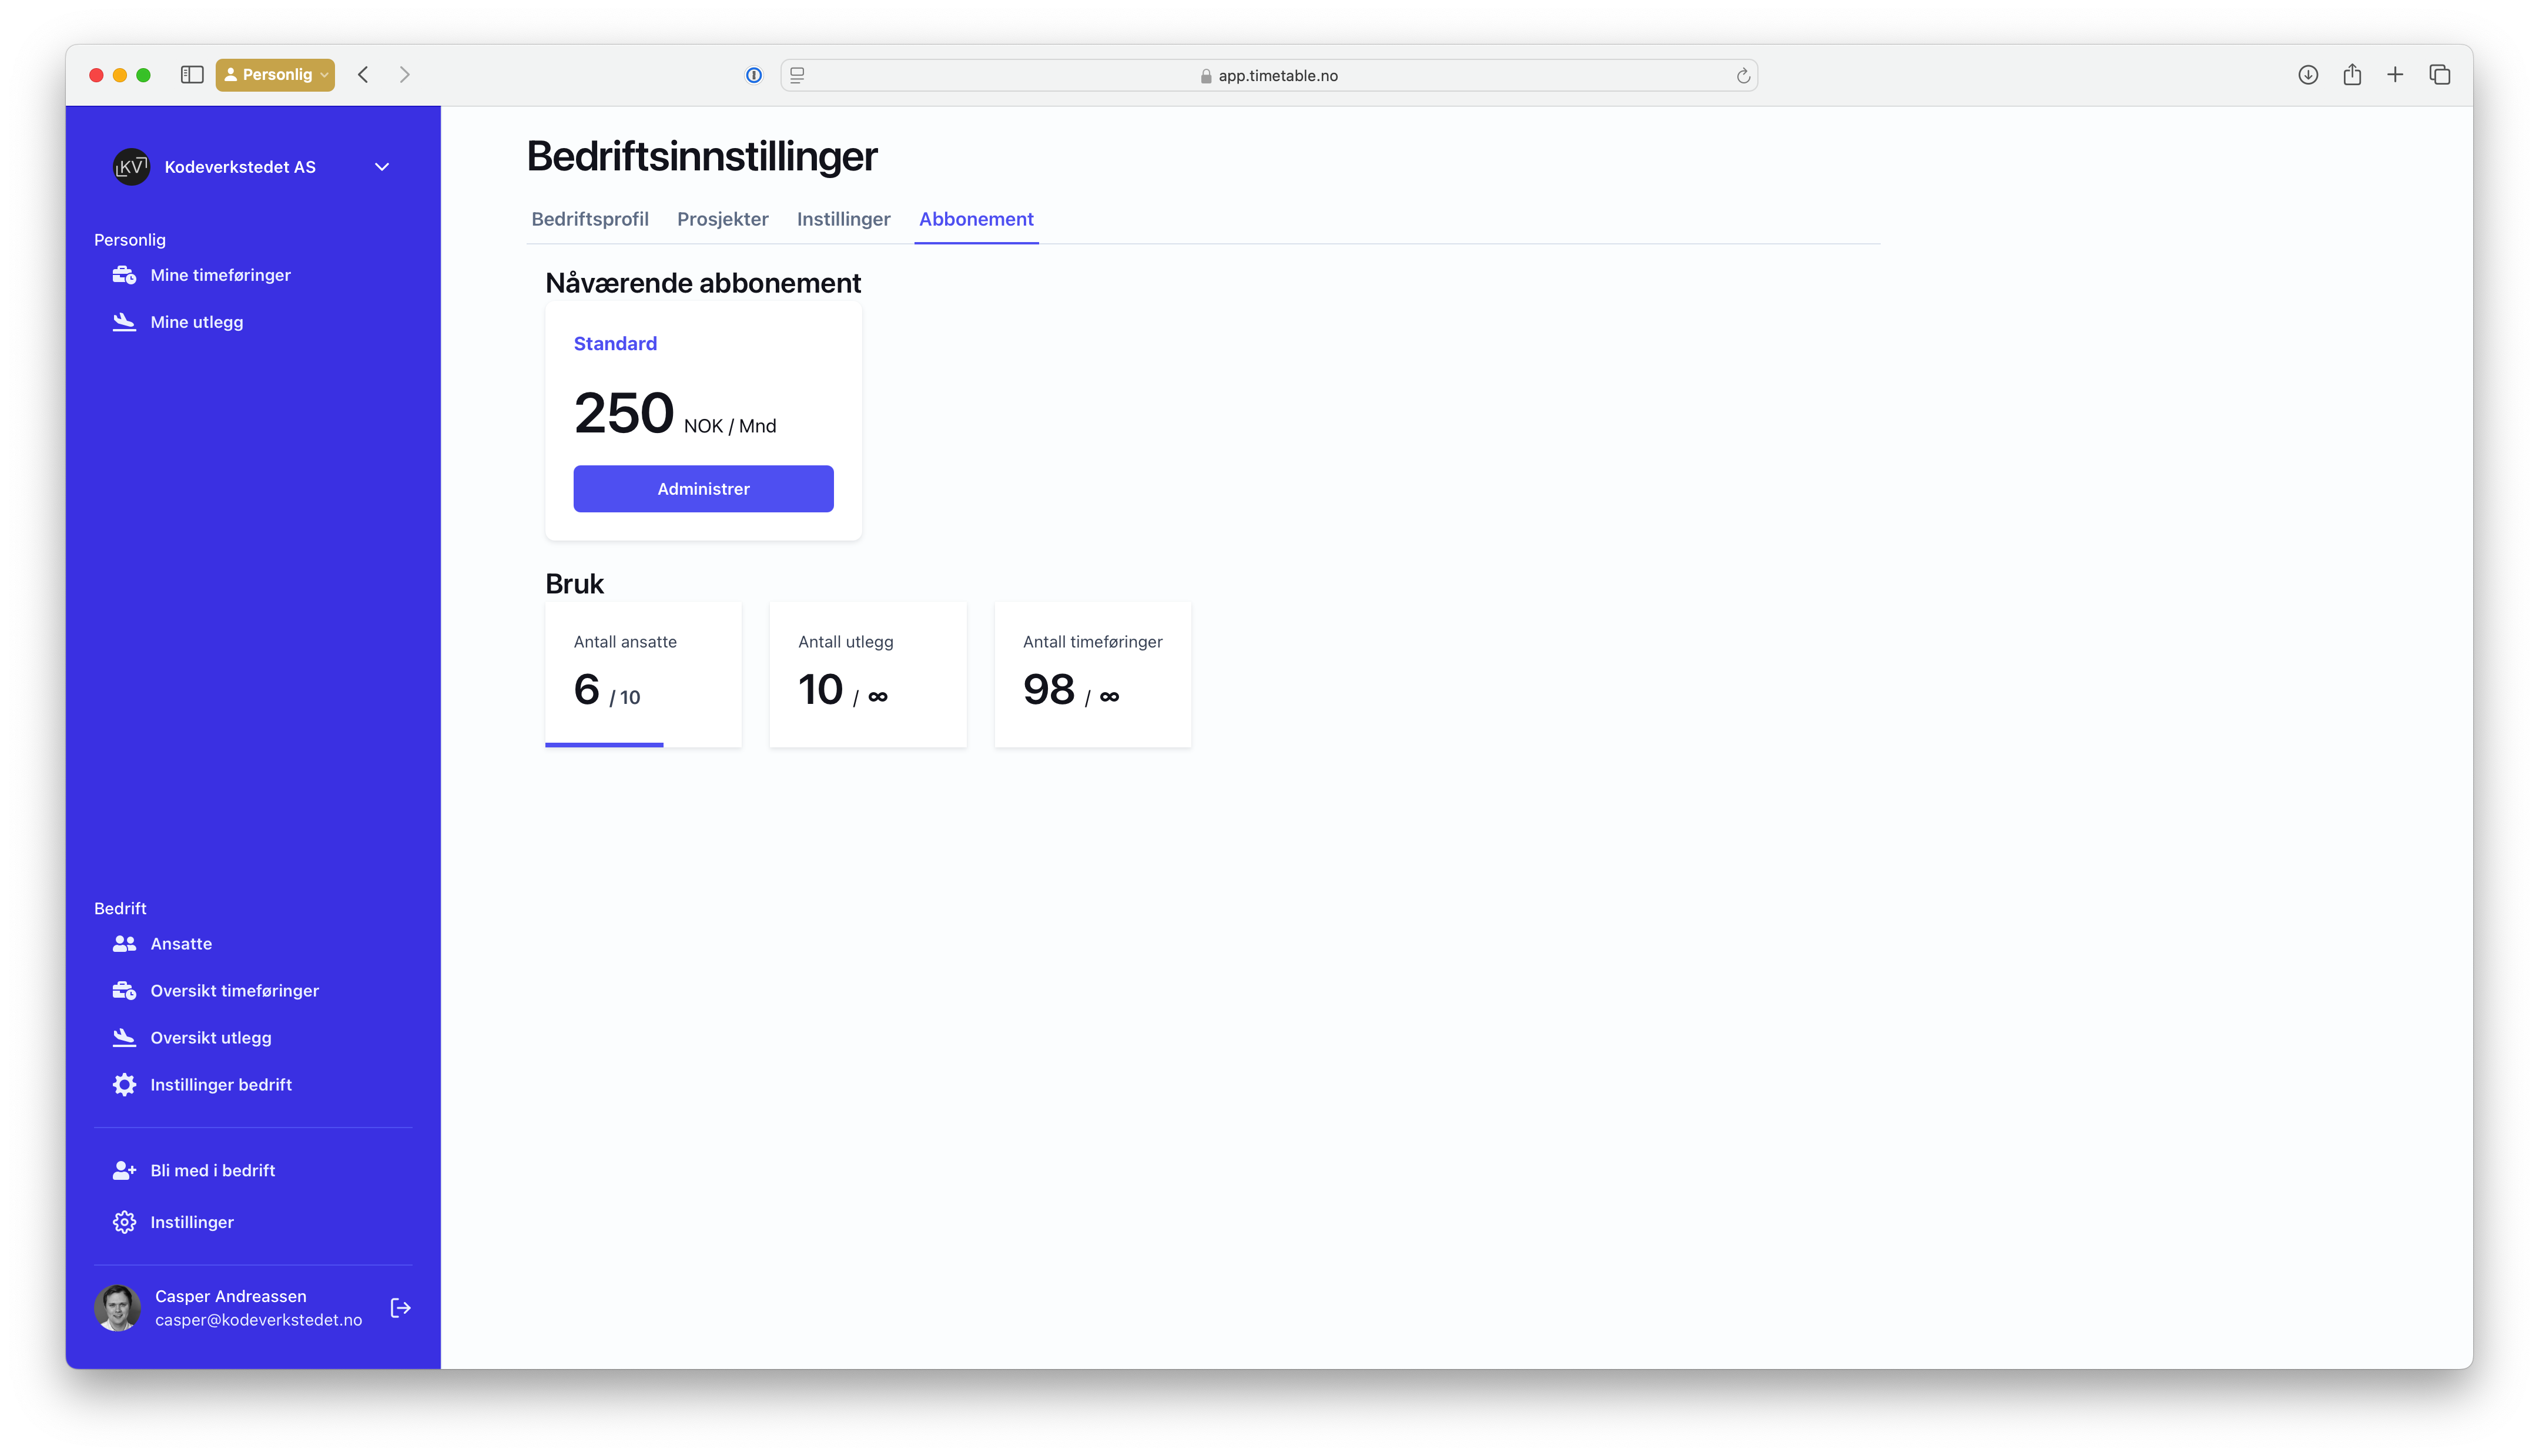 Personlig
app.timetable.no
KV
Kodeverkstedet AS
Personlig
Mine timeføringer
Mine utlegg
Bedrift
Ansatte
Oversikt timeføringer
Oversikt utlegg
Instillinger bedrift
Bli med i bedrift
Instillinger
Casper Andreassen
casper@kodeverkstedet.no
Bedriftsinnstillinger
Bedriftsprofil Prosjekter Instillinger Abbonement
Nåværende abbonement
Standard
250 NOK / Mnd
Administrer
Bruk
Antall ansatte
6 / 10
Antall utlegg
10 / ∞
Antall timeføringer
98 / ∞